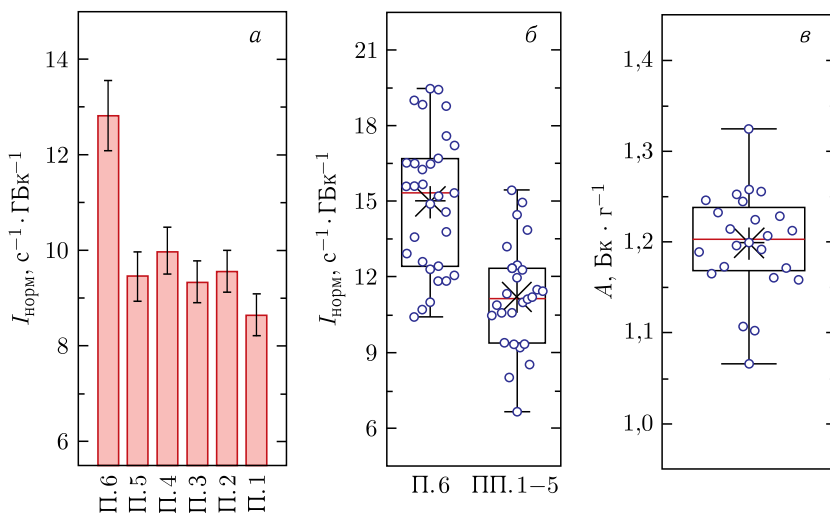 а
I норм, с⁻¹·ГБк⁻¹
14
12
10
8
6
П.6
П.5
П.4
П.3
П.2
П.1
б
I норм, с⁻¹·ГБк⁻¹
21
18
15
12
9
6
П.6 ПП.1−5
в
A, Бк · г⁻¹
1,4
1,3
1,2
1,1
1,0